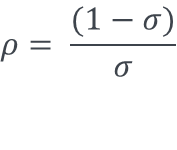 ρ = (1 − σ) / σ